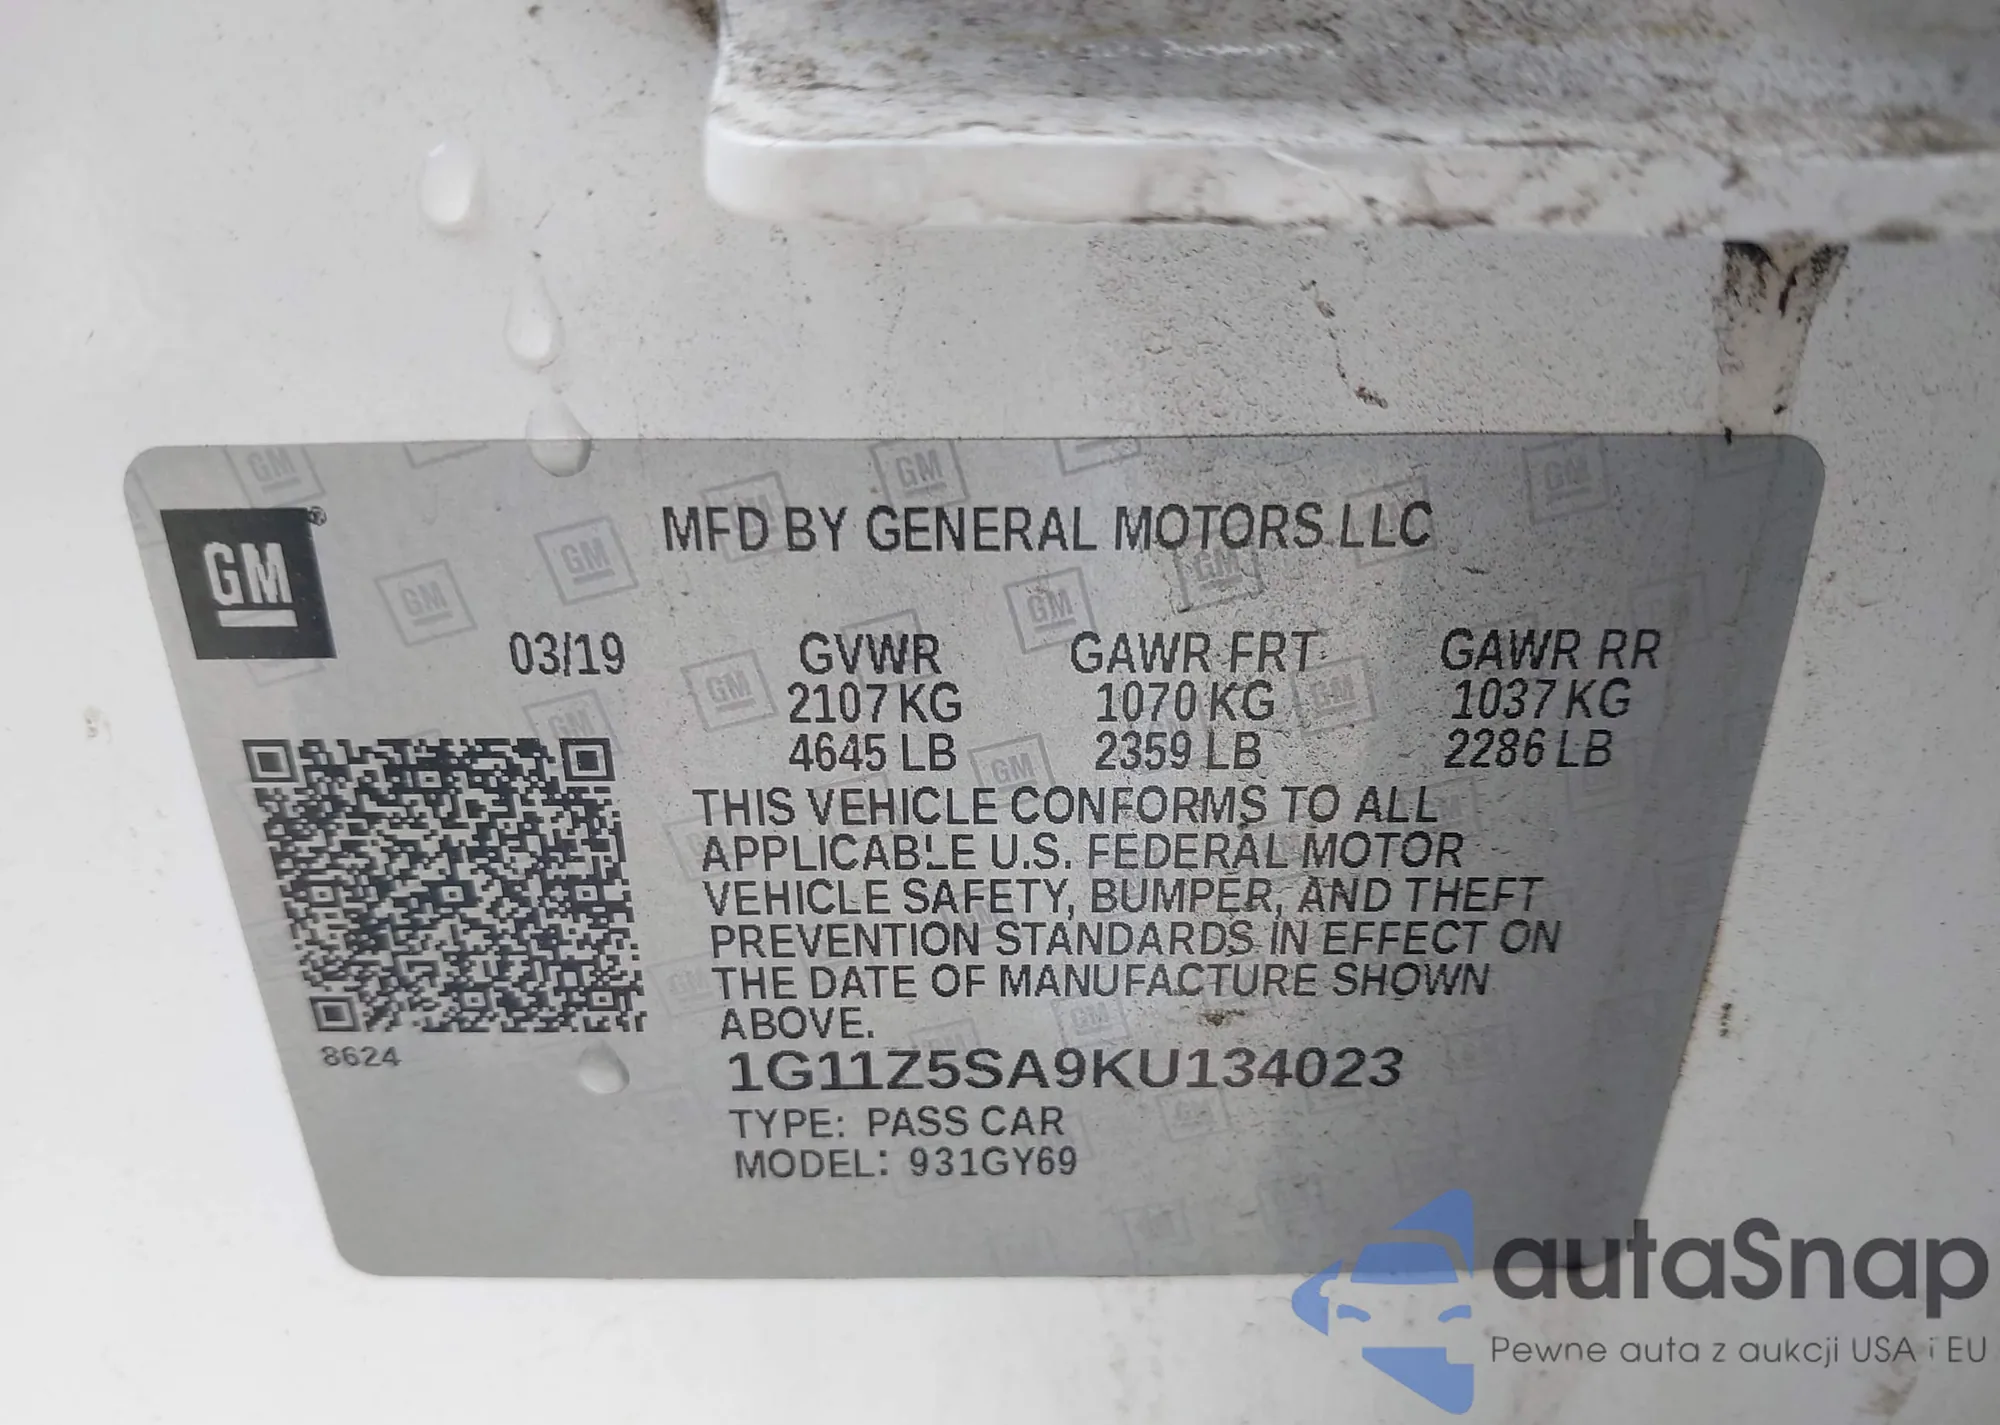 GM
MFD BY GENERAL MOTORS LLC
03/19 GVWR GAWR FRT GAWR RR
2107 KG 1070 KG 1037 KG
4645 LB 2359 LB 2286 LB
THIS VEHICLE CONFORMS TO ALL
APPLICABLE U.S. FEDERAL MOTOR
VEHICLE SAFETY, BUMPER, AND THEFT
PREVENTION STANDARDS IN EFFECT ON
THE DATE OF MANUFACTURE SHOWN
ABOVE.
8624
1G11Z5SA9KU134023
TYPE: PASS CAR
MODEL: 931GY69
autaSnap
Pewne auta z aukcji USA i EU